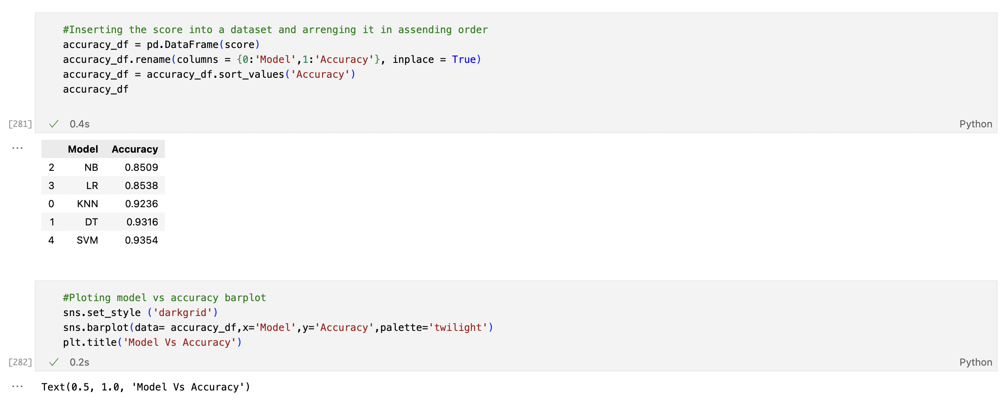 #Inserting the score into a dataset and arrenging it in assending order
accuracy_df = pd.DataFrame(score)
accuracy_df.rename(columns = {0:'Model',1:'Accuracy'}, inplace = True)
accuracy_df = accuracy_df.sort_values('Accuracy')
accuracy_df
[281] ✓ 0.4s Python
... Model Accuracy
2 NB 0.8509
3 LR 0.8538
0 KNN 0.9236
1 DT 0.9316
4 SVM 0.9354
#Ploting model vs accuracy barplot
sns.set_style ('darkgrid')
sns.barplot(data= accuracy_df,x='Model',y='Accuracy',palette='twilight')
plt.title('Model Vs Accuracy')
[282] ✓ 0.2s Python
... Text(0.5, 1.0, 'Model Vs Accuracy')